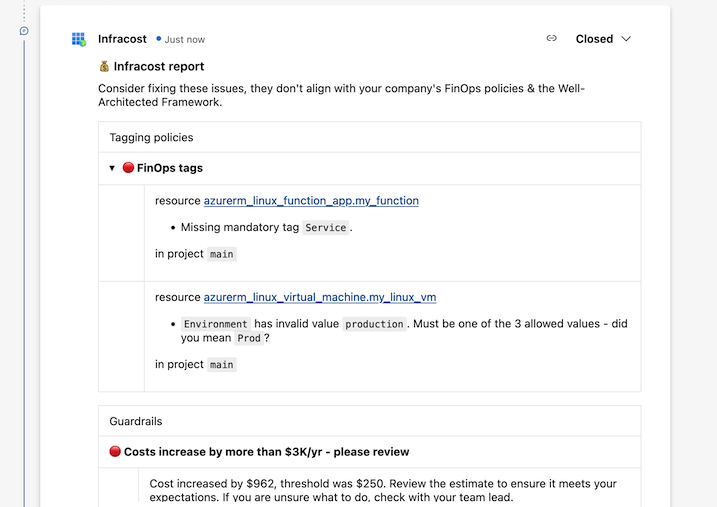 Infracost • Just now Closed
💰 Infracost report
Consider fixing these issues, they don't align with your company's FinOps policies & the Well-
Architected Framework.
Tagging policies
▼ 🔴 FinOps tags
resource azurerm_linux_function_app.my_function
• Missing mandatory tag Service.
in project main
resource azurerm_linux_virtual_machine.my_linux_vm
• Environment has invalid value production. Must be one of the 3 allowed values - did
you mean Prod?
in project main
Guardrails
🔴 Costs increase by more than $3K/yr - please review
Cost increased by $962, threshold was $250. Review the estimate to ensure it meets your
expectations. If you are unsure what to do, check with your team lead.